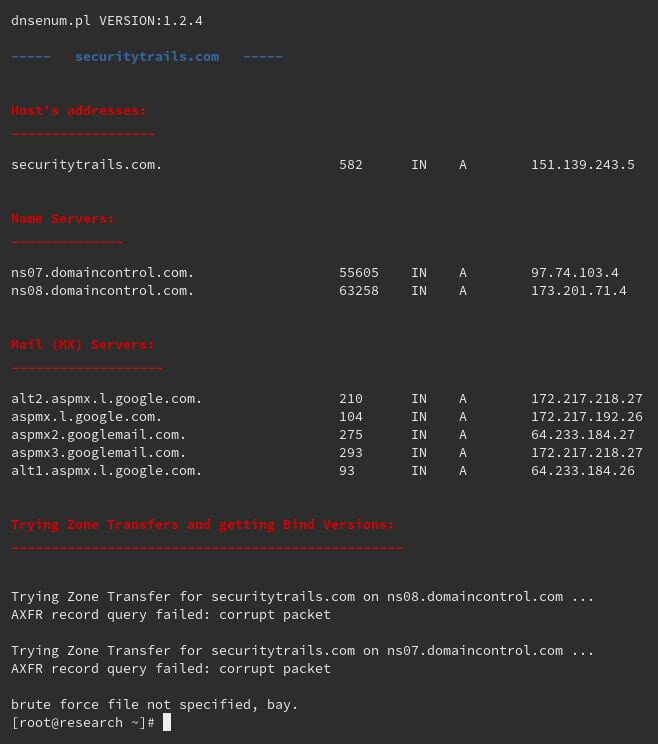 dnsenum.pl VERSION:1.2.4
----- securitytrails.com -----
Host's addresses:
__________________
securitytrails.com. 582 IN A 151.139.243.5
Name Servers:
______________
ns07.domaincontrol.com. 55605 IN A 97.74.103.4
ns08.domaincontrol.com. 63258 IN A 173.201.71.4
Mail (MX) Servers:
___________________
alt2.aspmx.l.google.com. 210 IN A 172.217.218.27
aspmx.l.google.com. 104 IN A 172.217.192.26
aspmx2.googlemail.com. 275 IN A 64.233.184.27
aspmx3.googlemail.com. 293 IN A 172.217.218.27
alt1.aspmx.l.google.com. 93 IN A 64.233.184.26
Trying Zone Transfers and getting Bind Versions:
_________________________________________________
Trying Zone Transfer for securitytrails.com on ns08.domaincontrol.com ...
AXFR record query failed: corrupt packet
Trying Zone Transfer for securitytrails.com on ns07.domaincontrol.com ...
AXFR record query failed: corrupt packet
brute force file not specified, bay.
[root@research ~]#